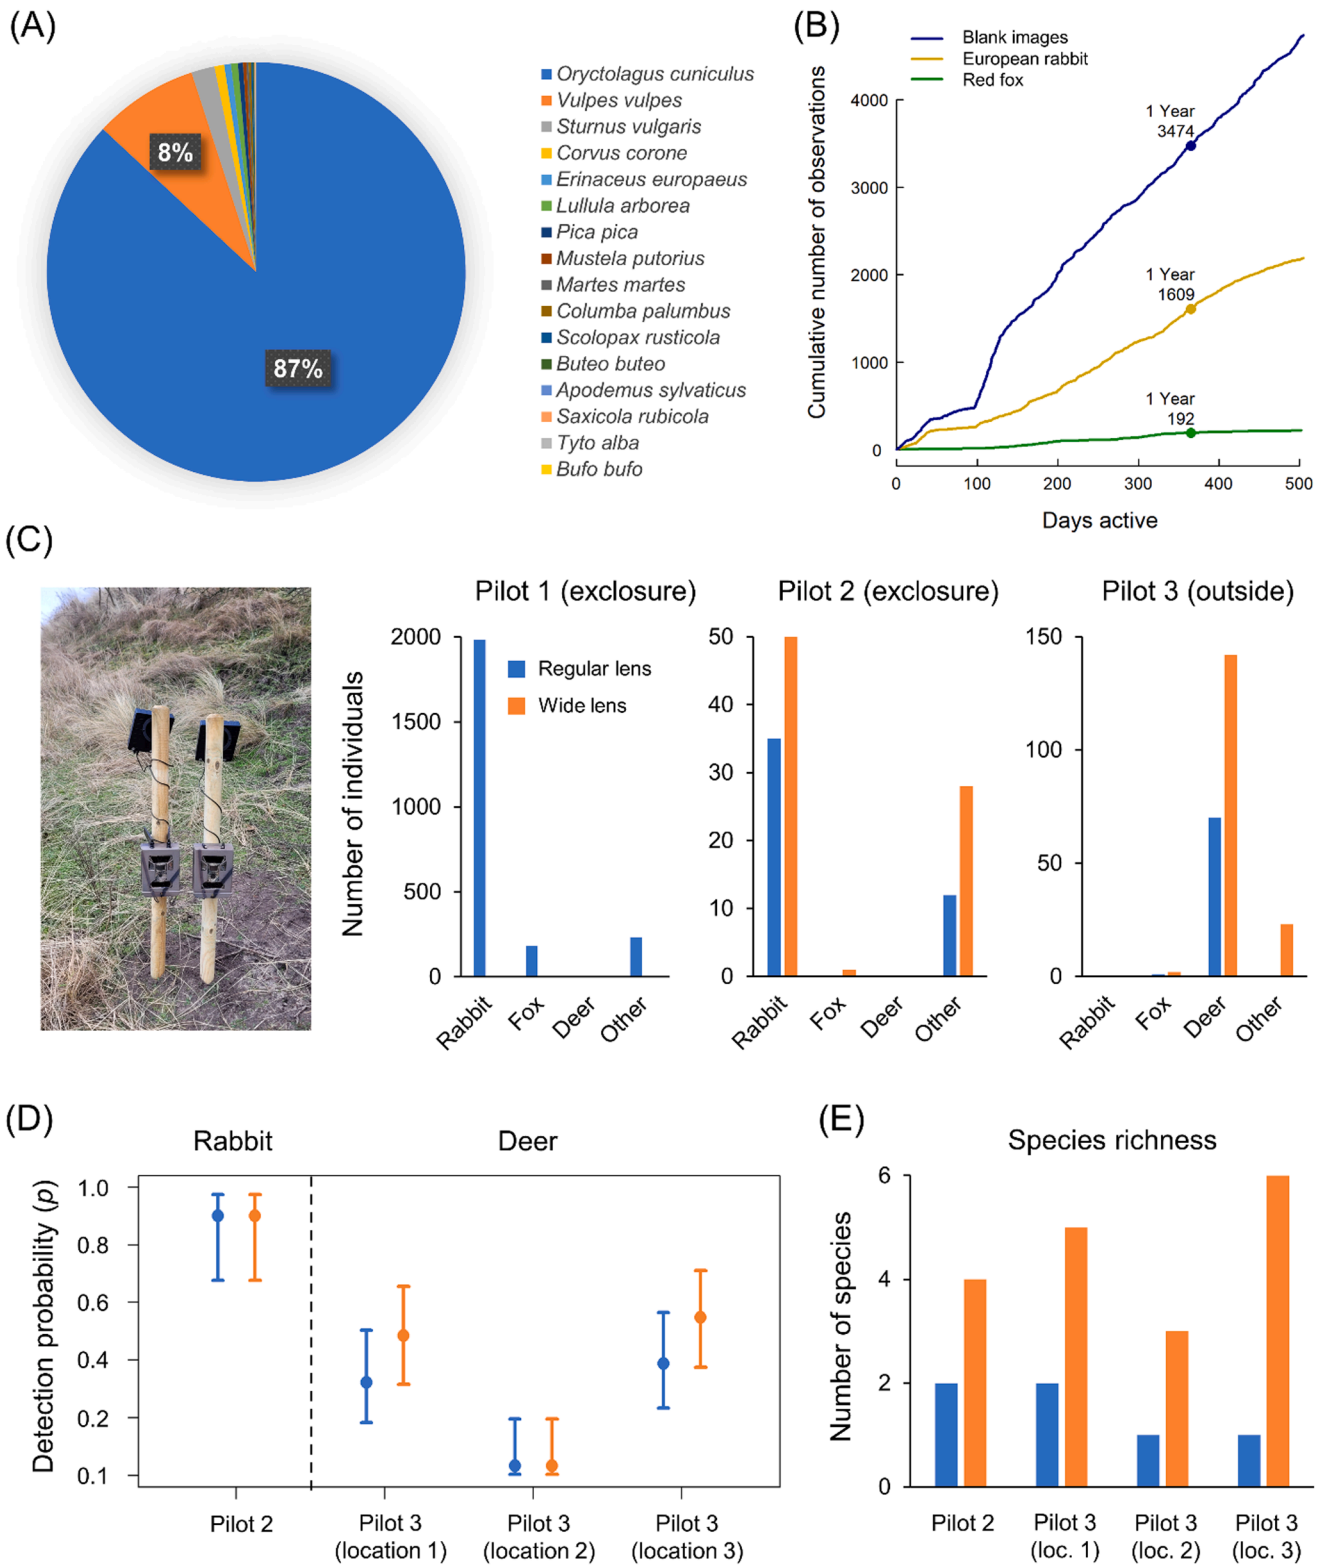 (A)
8%
87%
Oryctolagus cuniculus
Vulpes vulpes
Sturnus vulgaris
Corvus corone
Erinaceus europaeus
Lullula arborea
Pica pica
Mustela putorius
Martes martes
Columba palumbus
Scolopax rusticola
Buteo buteo
Apodemus sylvaticus
Saxicola rubicola
Tyto alba
Bufo bufo
(B)
Blank images
European rabbit
Red fox
Cumulative number of observations
4000
3000
2000
1000
0
1 Year
3474
1 Year
1609
1 Year
192
0 100 200 300 400 500
Days active
(C)
Pilot 1 (exclosure)
Number of individuals
2000
1500
1000
500
0
Regular lens
Wide lens
Rabbit Fox Deer Other
Pilot 2 (exclosure)
50
40
30
20
10
0
Rabbit Fox Deer Other
Pilot 3 (outside)
150
100
50
0
Rabbit Fox Deer Other
(D)
Rabbit Deer
Detection probability (p)
1.0
0.8
0.6
0.4
0.2
0.1
Pilot 2
Pilot 3
(location 1)
Pilot 3
(location 2)
Pilot 3
(location 3)
(E)
Species richness
Number of species
6
4
2
0
Pilot 2
Pilot 3
(loc. 1)
Pilot 3
(loc. 2)
Pilot 3
(loc. 3)